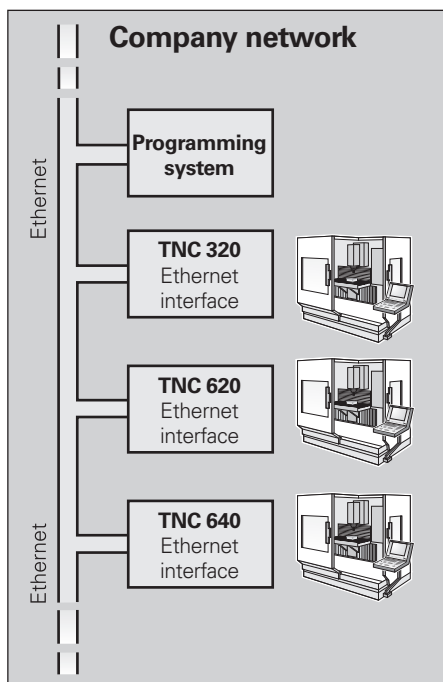 Company network
Ethernet
Programming
system
TNC 320
Ethernet
interface
TNC 620
Ethernet
interface
TNC 640
Ethernet
interface
Ethernet